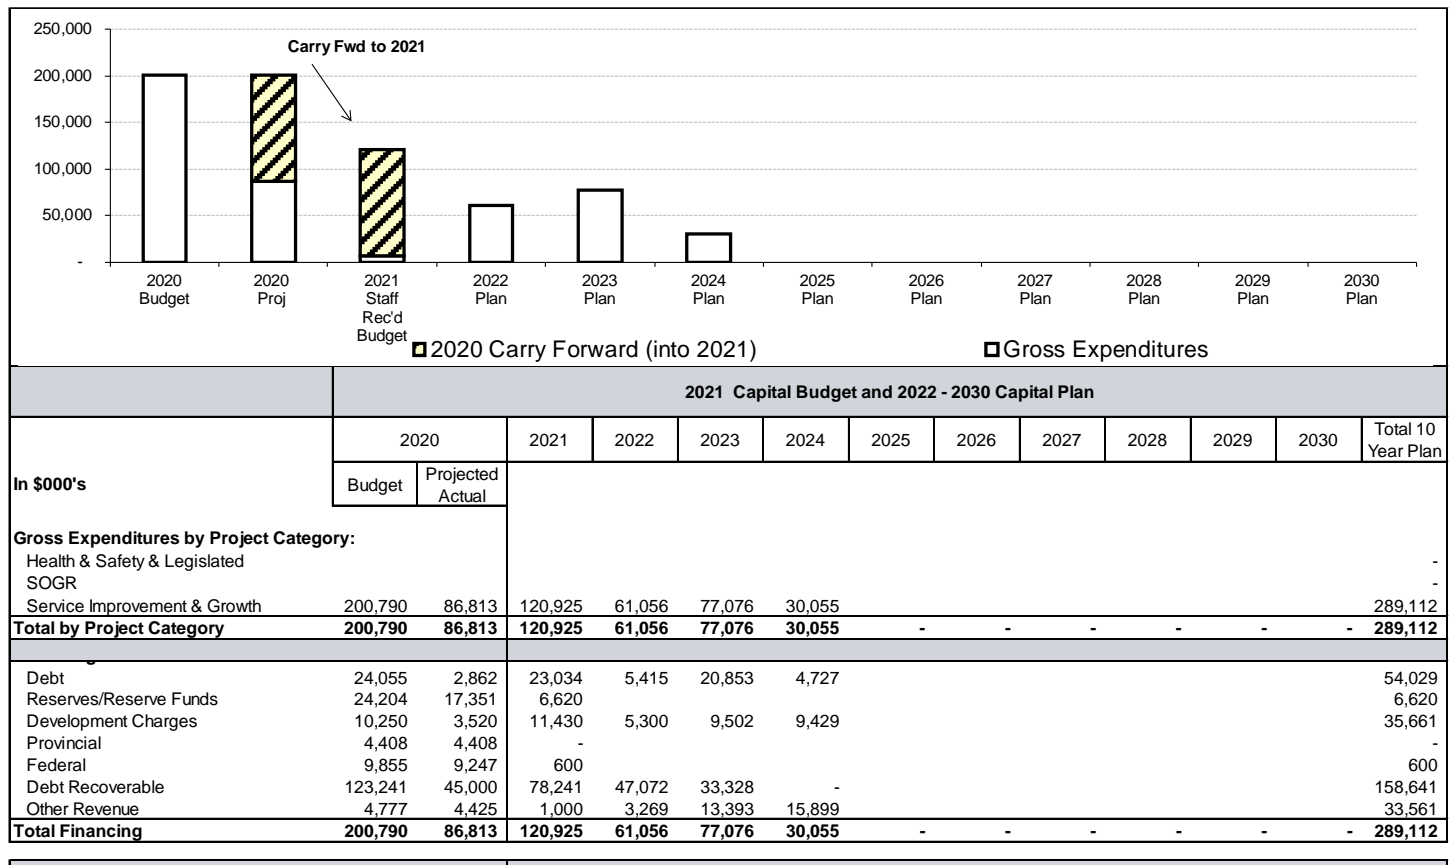 250,000
Carry Fwd to 2021
200,000
150,000
100,000
50,000
-
2020 Budget
2020 Proj
2021 Staff Rec'd Budget
2022 Plan
2023 Plan
2024 Plan
2025 Plan
2026 Plan
2027 Plan
2028 Plan
2029 Plan
2030 Plan
2020 Carry Forward (into 2021) Gross Expenditures
2021 Capital Budget and 2022 - 2030 Capital Plan
2020 2021 2022 2023 2024 2025 2026 2027 2028 2029 2030 Total 10 Year Plan
In $000's Budget Projected Actual
Gross Expenditures by Project Category:
Health & Safety & Legislated -
SOGR -
Service Improvement & Growth 200,790 86,813 120,925 61,056 77,076 30,055 289,112
Total by Project Category 200,790 86,813 120,925 61,056 77,076 30,055 - - - - - - 289,112
Debt 24,055 2,862 23,034 5,415 20,853 4,727 54,029
Reserves/Reserve Funds 24,204 17,351 6,620 6,620
Development Charges 10,250 3,520 11,430 5,300 9,502 9,429 35,661
Provincial 4,408 4,408 - -
Federal 9,855 9,247 600 600
Debt Recoverable 123,241 45,000 78,241 47,072 33,328 - 158,641
Other Revenue 4,777 4,425 1,000 3,269 13,393 15,899 33,561
Total Financing 200,790 86,813 120,925 61,056 77,076 30,055 - - - - - - 289,112